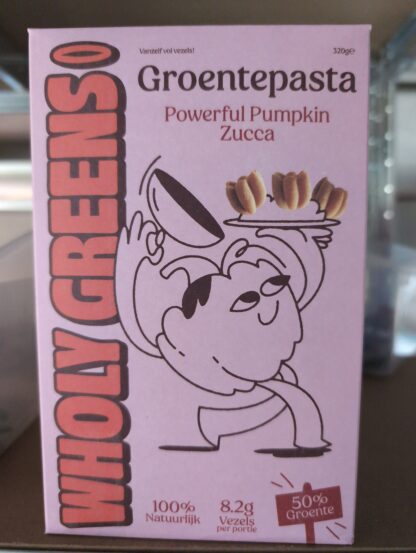 Vanzelf vol vezels!
320g℮
Groentepasta
Powerful Pumpkin
Zucca
WHOLY GREENS
100%
Natuurlijk
8.2g
Vezels
per portie
50%
Groente